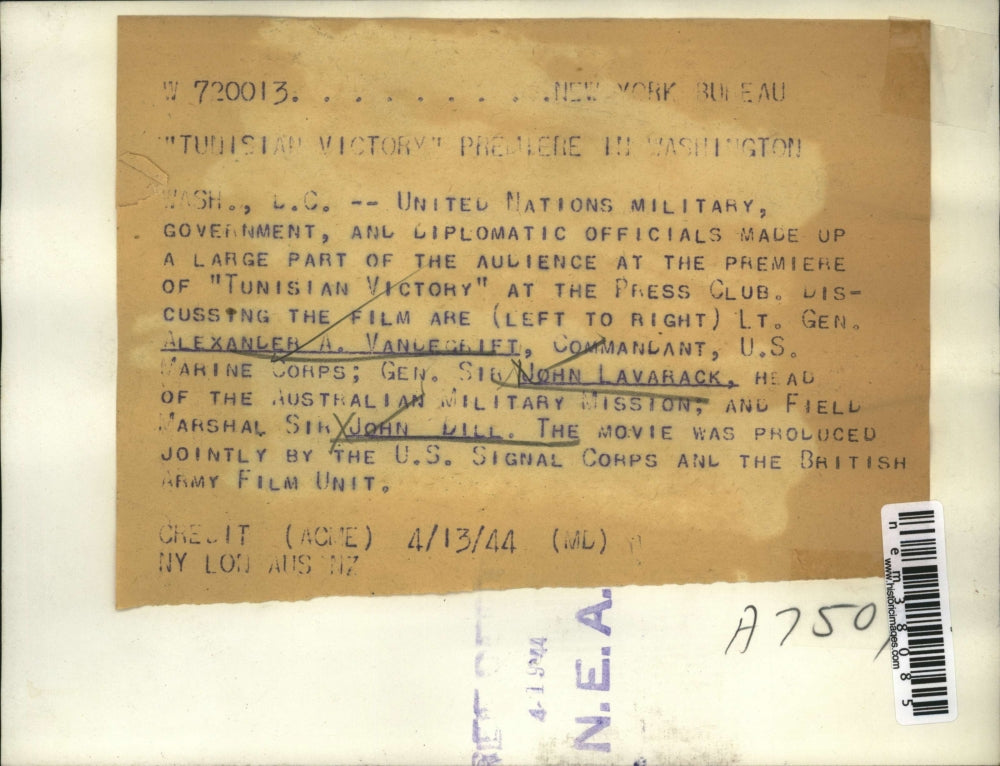 W 720013. . . . . . . . . .NEW YORK BUREAU
"TUNISIAN VICTORY" PREMIERE IN WASHINGTON
WASH., D.C. -- UNITED NATIONS MILITARY,
GOVERNMENT, AND DIPLOMATIC OFFICIALS MADE UP
A LARGE PART OF THE AUDIENCE AT THE PREMIERE
OF "TUNISIAN VICTORY" AT THE PRESS CLUB. DIS-
CUSSING THE FILM ARE (LEFT TO RIGHT) LT. GEN.
ALEXANDER A. VANDEGRIFT, COMMANDANT, U.S.
MARINE CORPS; GEN. SIR JOHN LAVARACK, HEAD
OF THE AUSTRALIAN MILITARY MISSION; AND FIELD
MARSHAL SIR JOHN DILL. THE MOVIE WAS PRODUCED
JOINTLY BY THE U.S. SIGNAL CORPS AND THE BRITISH
ARMY FILM UNIT.
CREDIT (ACME) 4/13/44 (MD)
NY LON AUS NZ
A750
N.E.A.
www.historicimages.com
nem38085